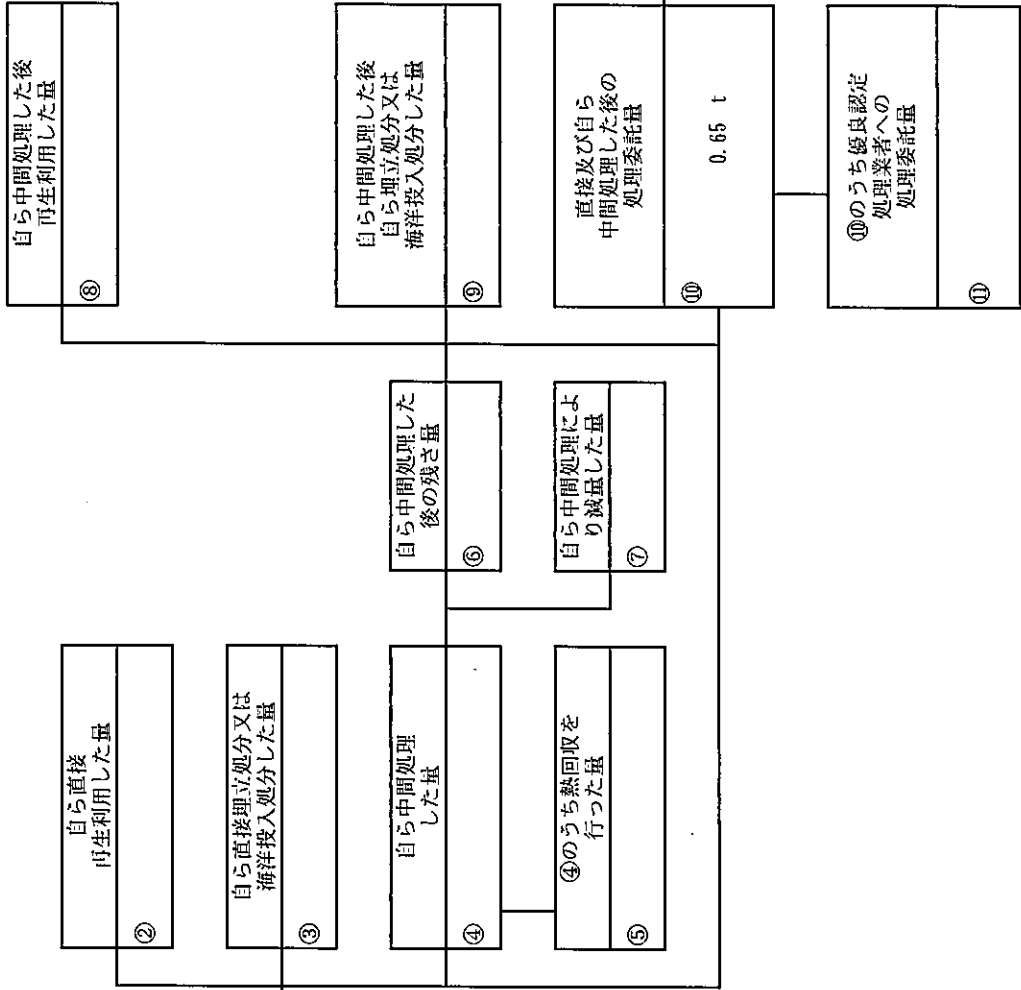 自ら直接
再生利用した量
②
自ら直接埋立処分又は
海洋投入処分した量
③
自ら中間処理
した量
④
④のうち熱回収を
行った量
⑤
自ら中間処理した
後の残さ量
⑥
自ら中間処理によ
り減量した量
⑦
自ら中間処理した後
再生利用した量
⑧
自ら中間処理した後
自ら埋立処分又は
海洋投入処分した量
⑨
直接及び自ら
中間処理した後の
処理委託量
⑩
0.65 t
⑩のうち優良認定
処理業者への
処理委託量
⑪